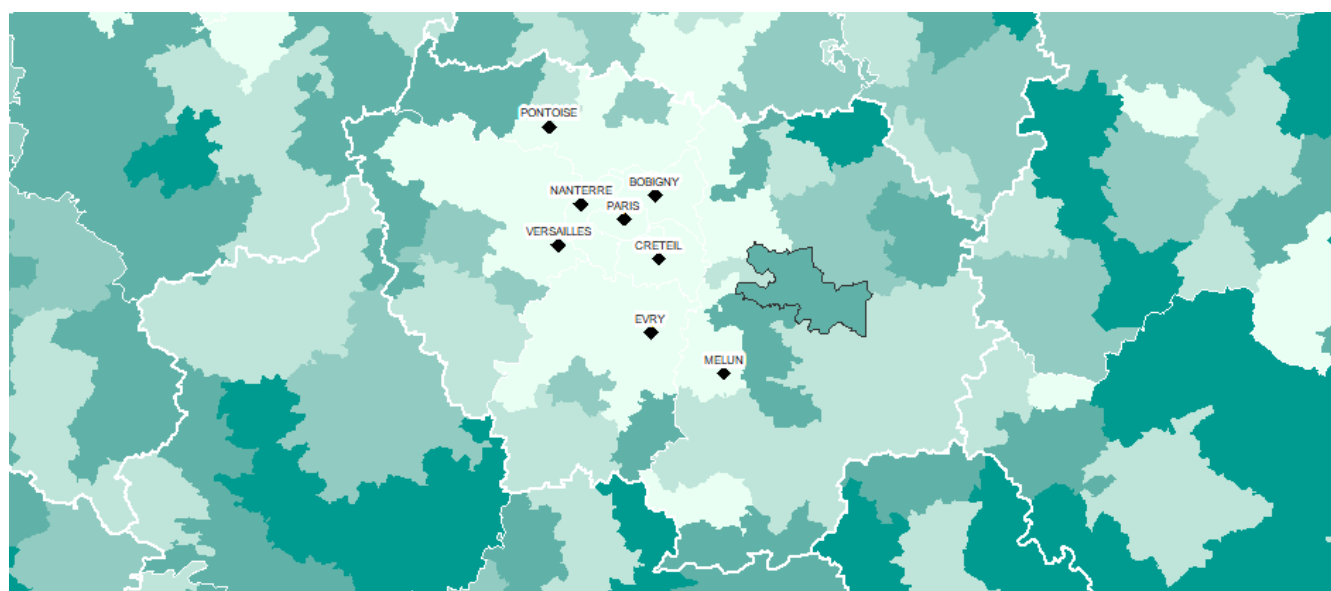 PONTOISE
BOBIGNY
NANTERRE
PARIS
VERSAILLES
CRETEIL
EVRY
MELUN